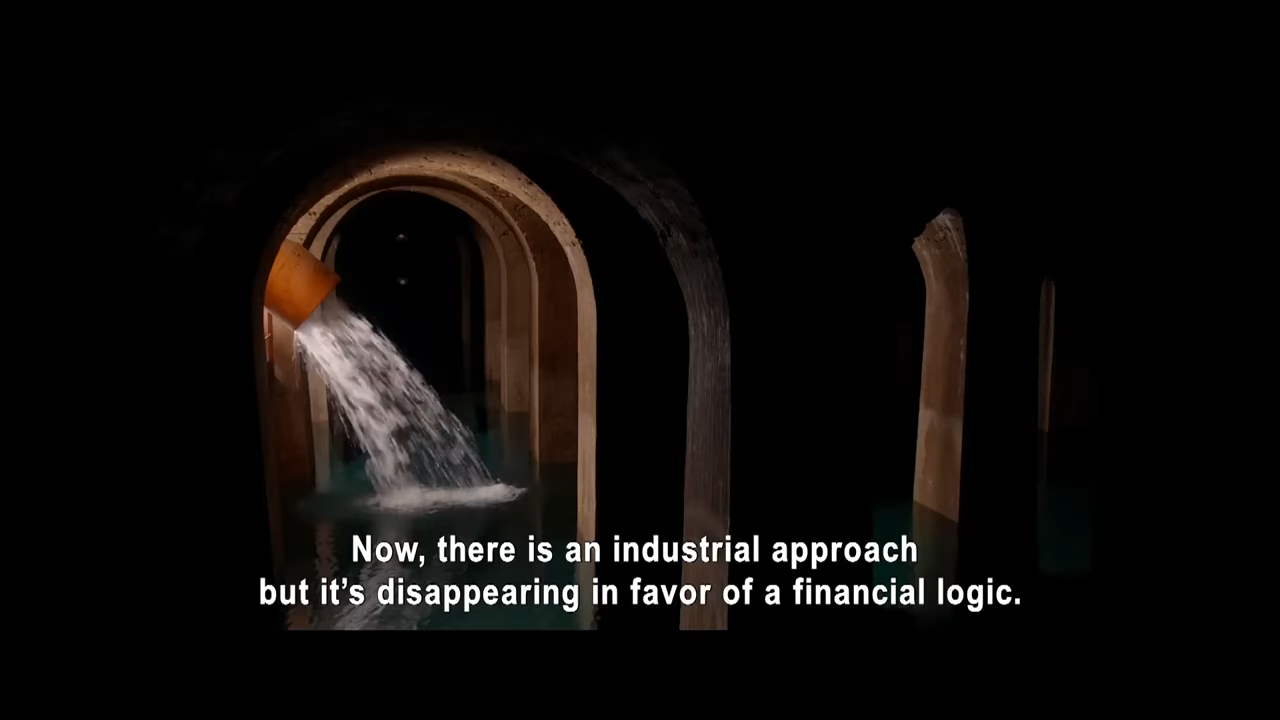 Now, there is an industrial approach
but it’s disappearing in favor of a financial logic.